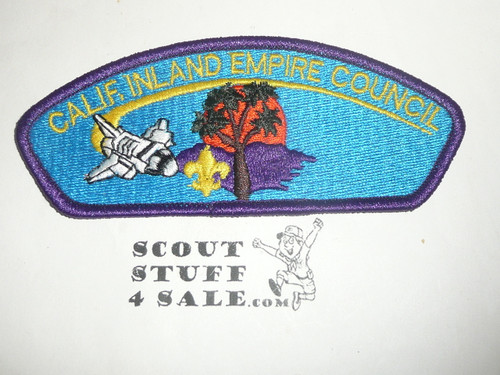 CALIF. INLAND EMPIRE COUNCIL
SCOUT
STUFF
4 SALE.COM